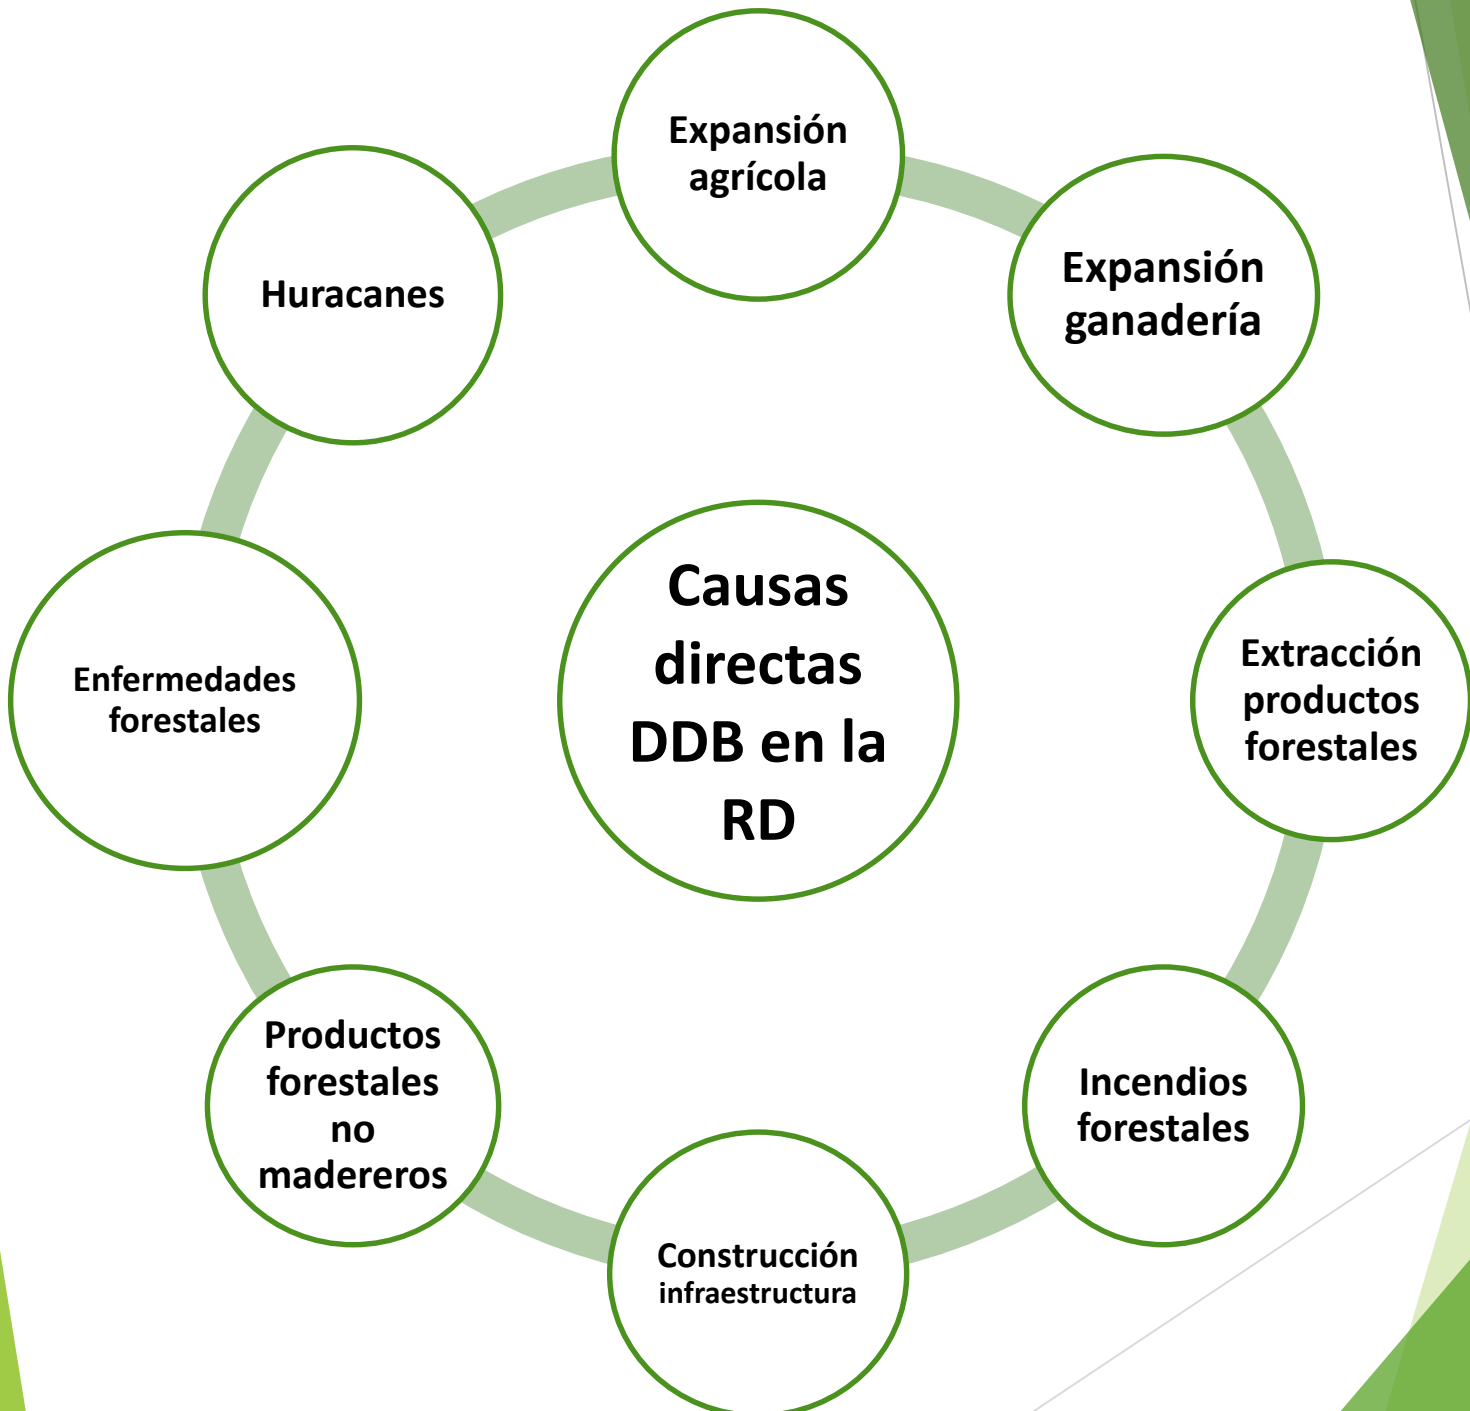 Expansión
agrícola
Expansión
ganadería
Extracción
productos
forestales
Incendios
forestales
Construcción
infraestructura
Productos
forestales
no
madereros
Enfermedades
forestales
Huracanes
Causas
directas
DDB en la
RD